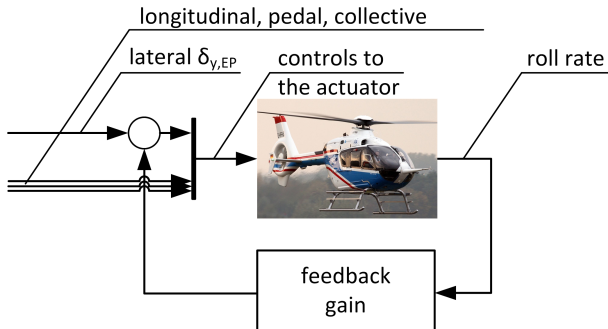 longitudinal, pedal, collective
lateral δy,EP
controls to
the actuator
roll rate
feedback
gain